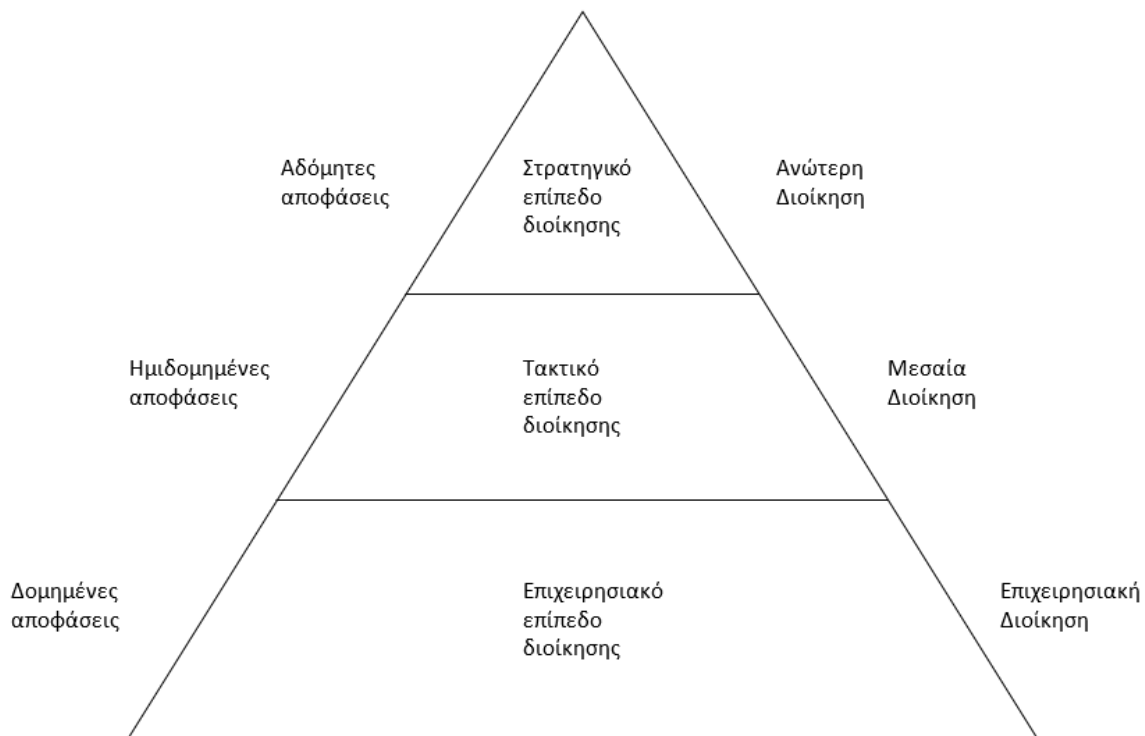 Αδόμητες
αποφάσεις
Στρατηγικό
επίπεδο
διοίκησης
Ανώτερη
Διοίκηση
Ημιδομημένες
αποφάσεις
Τακτικό
επίπεδο
διοίκησης
Μεσαία
Διοίκηση
Δομημένες
αποφάσεις
Επιχειρησιακό
επίπεδο
διοίκησης
Επιχειρησιακή
Διοίκηση